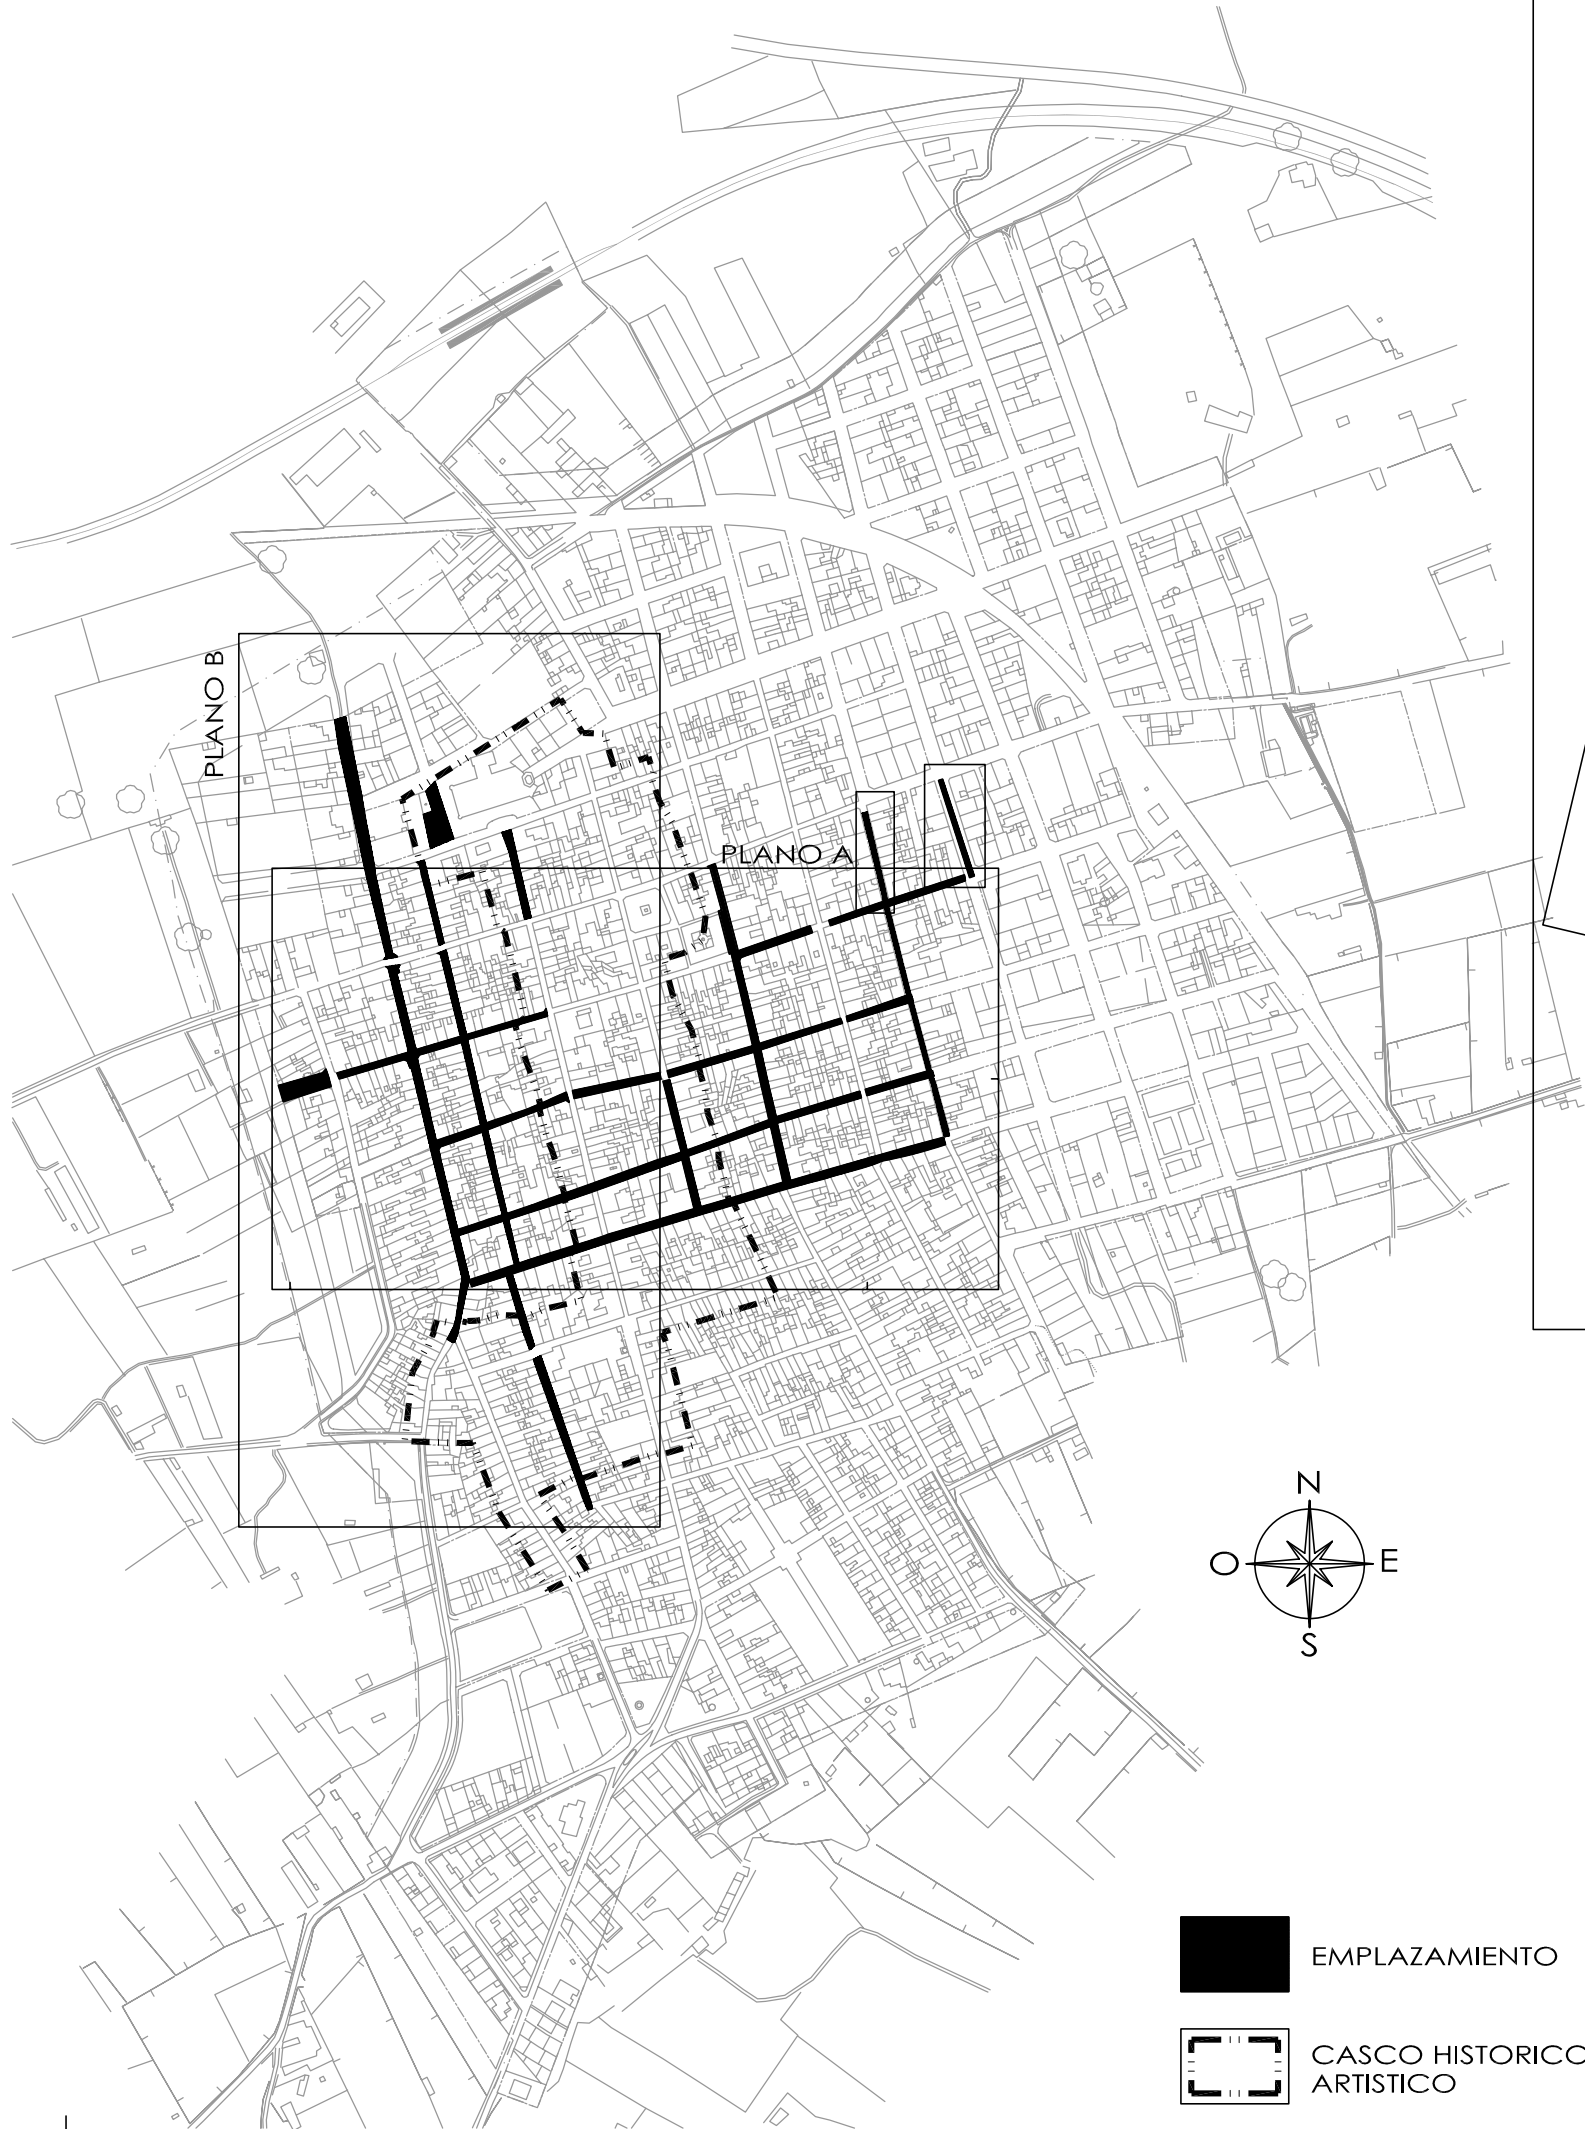 PLANO B
PLANO A
N
O
E
S
EMPLAZAMIENTO
CASCO HISTORICO
ARTISTICO